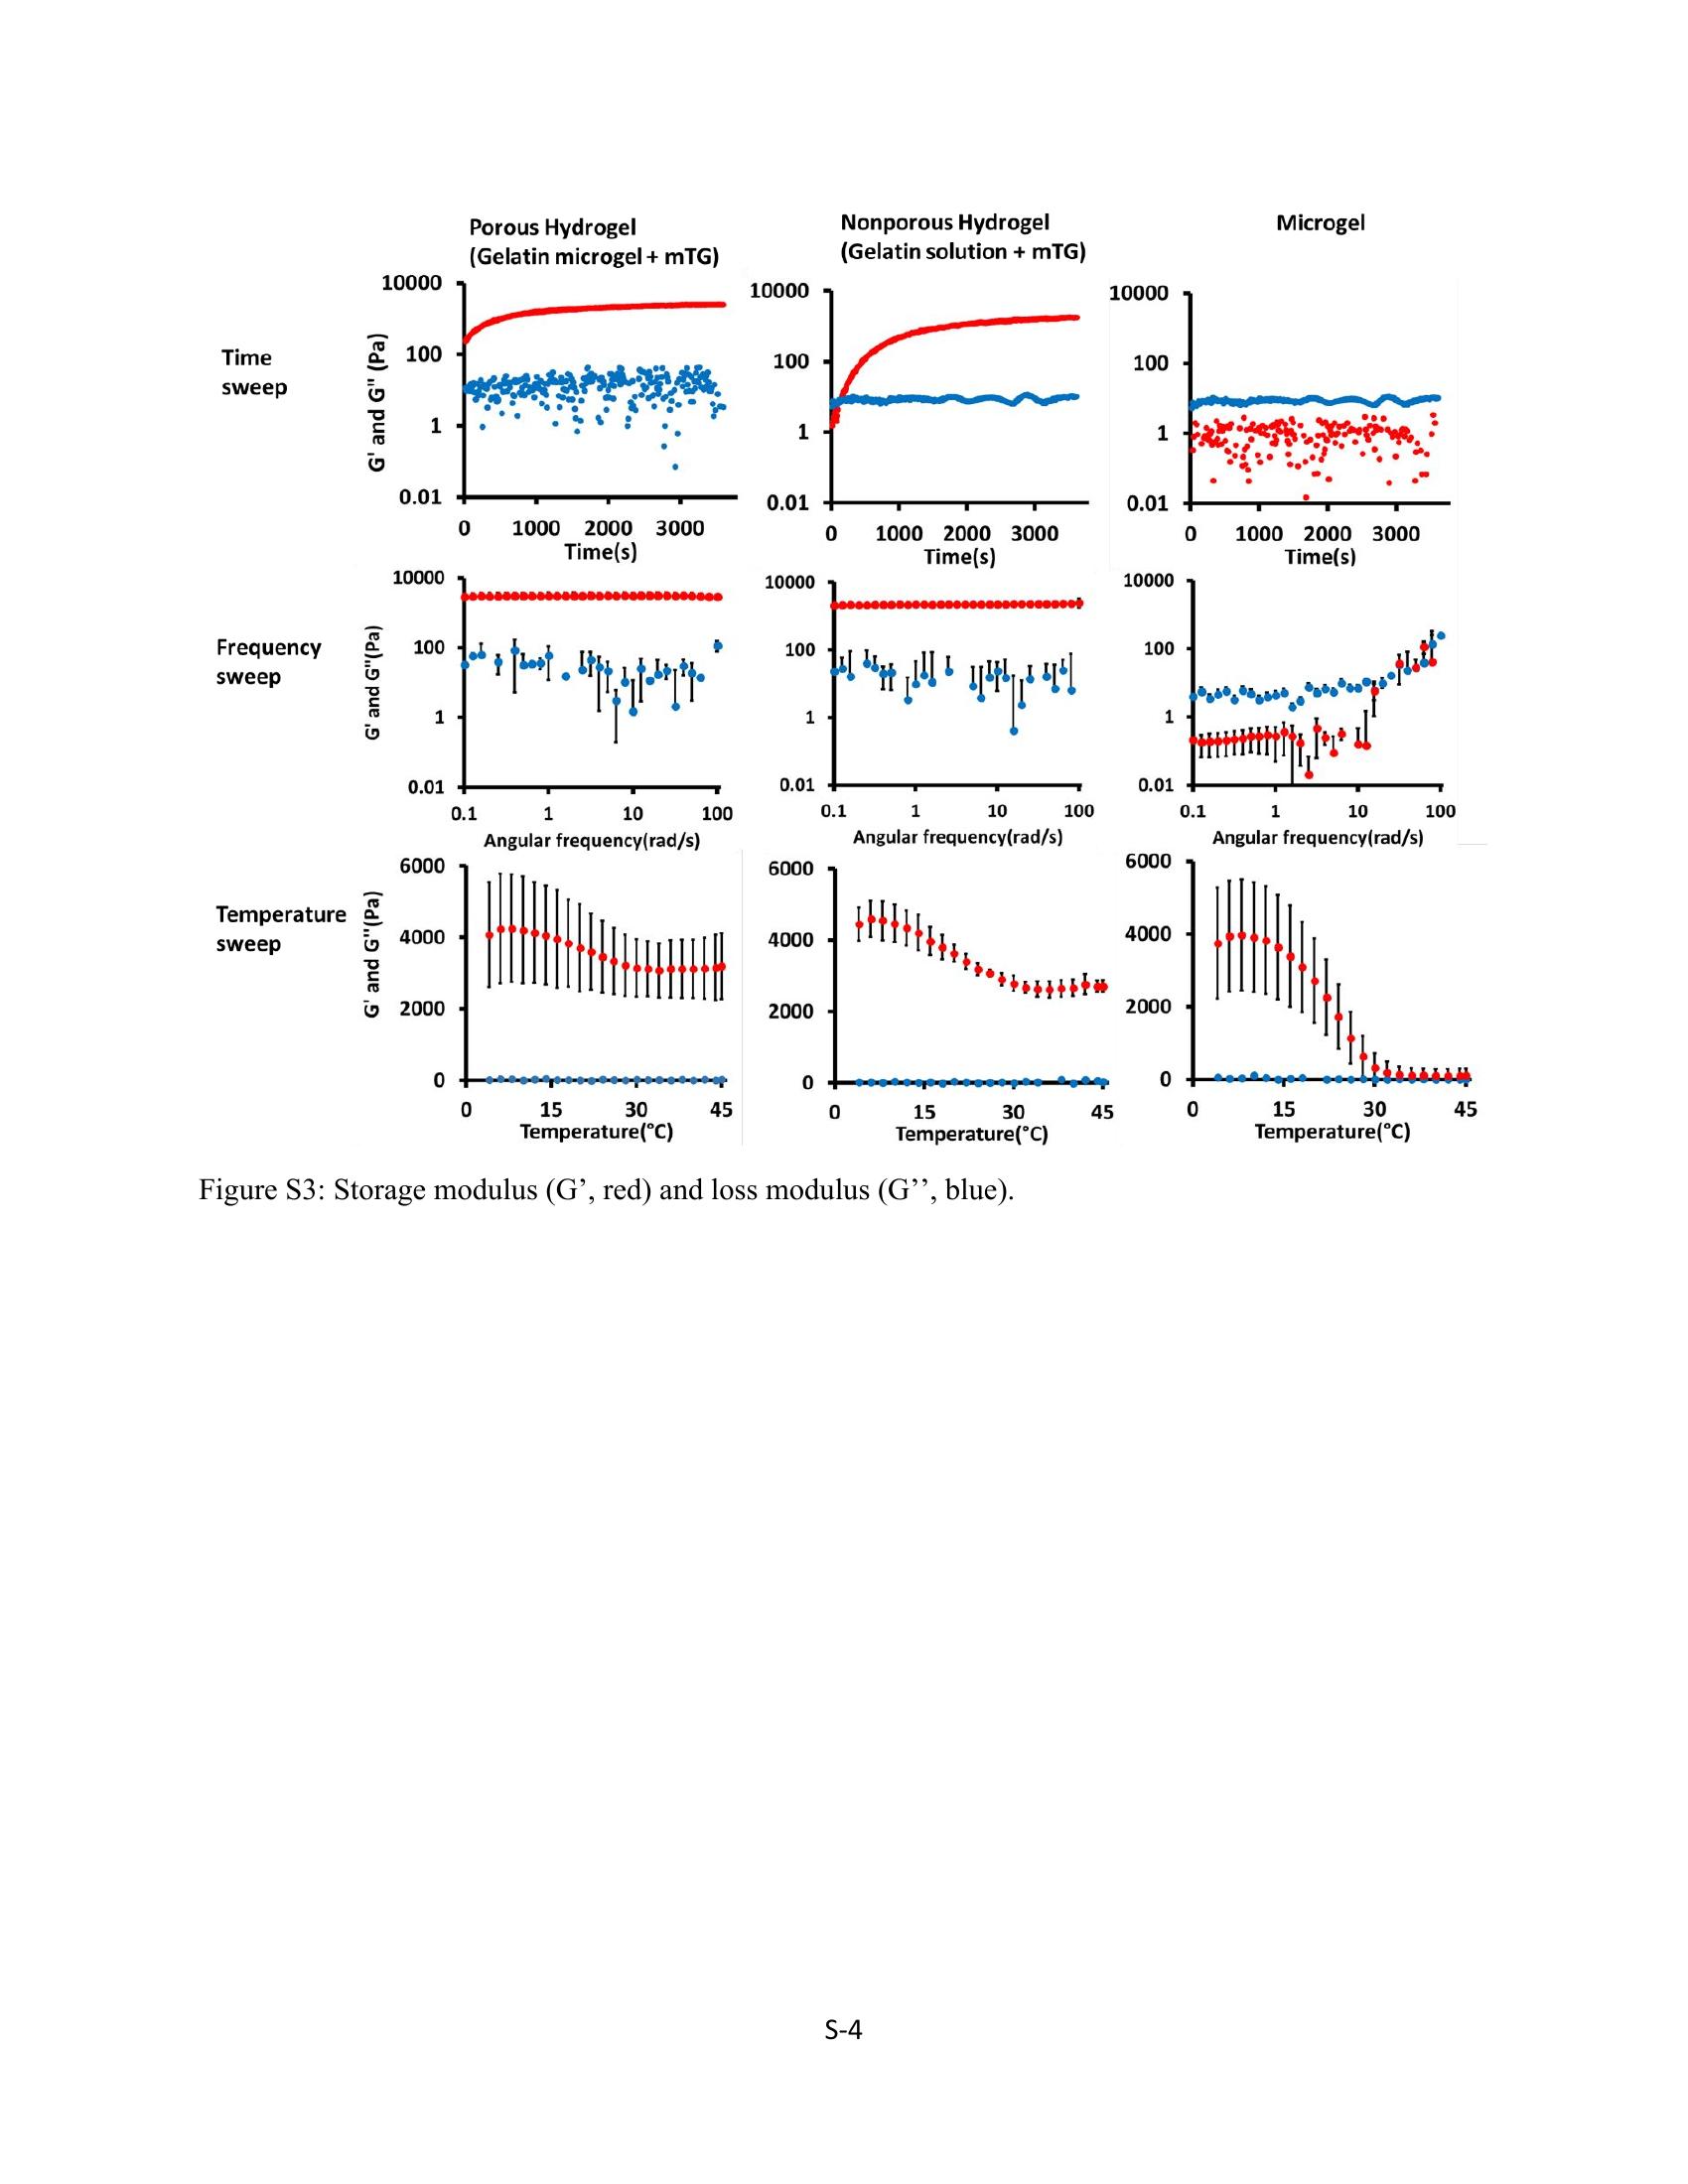 Porous Hydrogel
(Gelatin microgel + mTG)
Nonporous Hydrogel
(Gelatin solution + mTG)
Microgel
Time
sweep
G' and G'' (Pa)
10000
100
1
0.01
0 1000 2000 3000
Time(s)
10000
100
1
0.01
0 1000 2000 3000
Time(s)
10000
100
1
0.01
0 1000 2000 3000
Time(s)
Frequency
sweep
G' and G''(Pa)
10000
100
1
0.01
0.1 1 10 100
Angular frequency(rad/s)
10000
100
1
0.01
0.1 1 10 100
Angular frequency(rad/s)
10000
100
1
0.01
0.1 1 10 100
Angular frequency(rad/s)
Temperature
sweep
G' and G''(Pa)
6000
4000
2000
0
0 15 30 45
Temperature(°C)
6000
4000
2000
0
0 15 30 45
Temperature(°C)
6000
4000
2000
0
0 15 30 45
Temperature(°C)
Figure S3: Storage modulus (G’, red) and loss modulus (G’’, blue).
S-4